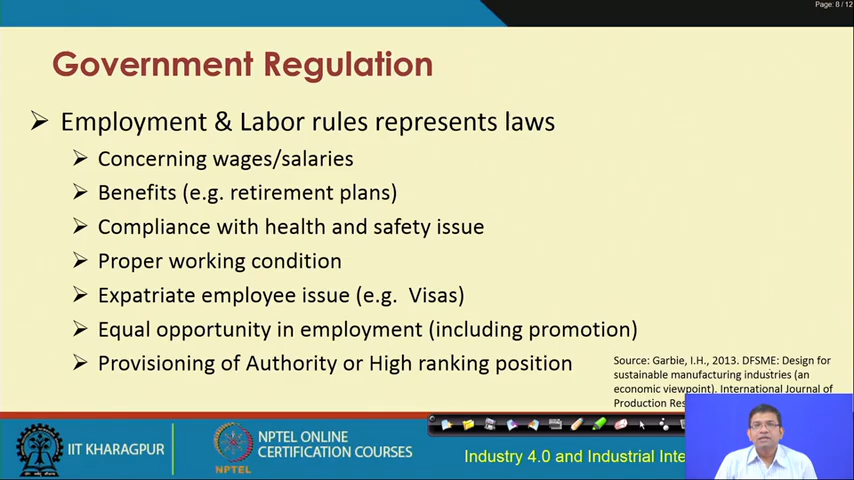 Page: 8 / 12
Government Regulation
Employment & Labor rules represents laws
Concerning wages/salaries
Benefits (e.g. retirement plans)
Compliance with health and safety issue
Proper working condition
Expatriate employee issue (e.g. Visas)
Equal opportunity in employment (including promotion)
Provisioning of Authority or High ranking position
Source: Garbie, I.H., 2013. DFSME: Design for
sustainable manufacturing industries (an
economic viewpoint). International Journal of
Production
IIT KHARAGPUR
NPTEL
NPTEL ONLINE
CERTIFICATION COURSES
Industry 4.0 and Industrial